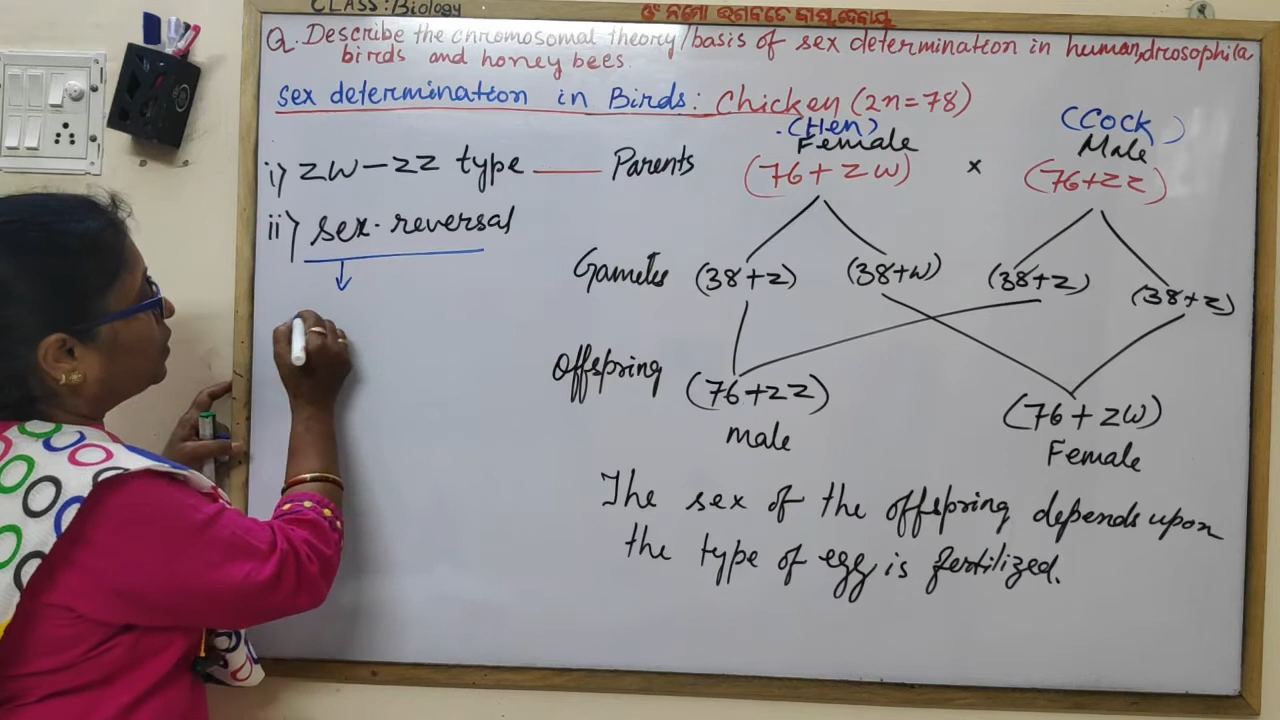 CLASS:Biology
ଓଁ ନମୋ ଭଗବତେ ବାସୁଦେବାୟ
Q. Describe the chromosomal theory/basis of sex determination in human, drosophila
birds and honey bees.
sex determination in Birds: Chickey (2n=78)
(Hen) (Cock)
Female Male
i) ZW-ZZ type — Parents (76+ZW) x (76+ZZ)
ii) sex-reversal
Gametes (38+Z) (38+W) (38+Z) (38+Z)
Offspring (76+ZZ) (76+ZW)
male Female
The sex of the offspring depends upon
the type of egg is fertilized.